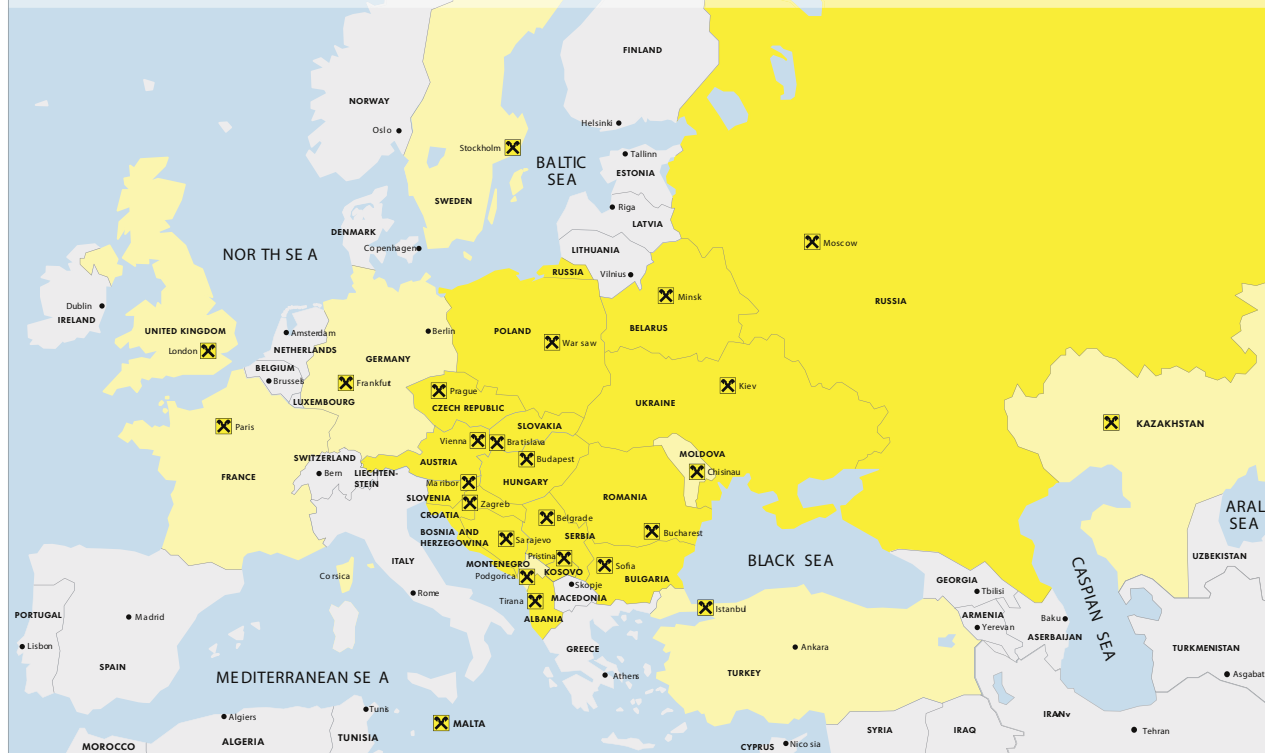 FINLAND
NORWAY
Oslo
Helsinki
Stockholm
BALTIC
SEA
Tallinn
ESTONIA
SWEDEN
Riga
LATVIA
DENMARK
Copenhagen
LITHUANIA
Vilnius
NOR TH SE A
Moscow
RUSSIA
Minsk
RUSSIA
BELARUS
Dublin
IRELAND
UNITED KINGDOM
London
Amsterdam
NETHERLANDS
Berlin
POLAND
War saw
GERMANY
BELGIUM
Brussels
LUXEMBOURG
Frankfurt
Prague
CZECH REPUBLIC
Kiev
UKRAINE
KAZAKHSTAN
Paris
FRANCE
SLOVAKIA
Vienna
Bratislava
SWITZERLAND
Bern
LIECHTEN-
STEIN
AUSTRIA
Budapest
HUNGARY
MOLDOVA
Chisinau
Maribor
SLOVENIA
Zagreb
CROATIA
ROMANIA
BOSNIA AND
HERZEGOWINA
Belgrade
SERBIA
Sarajevo
Bucharest
ARAL
SEA
UZBEKISTAN
ITALY
MONTENEGRO
Podgorica
Pristina
KOSOVO
Sofia
BULGARIA
BLACK SEA
CASPIAN SEA
Corsica
Rome
Skopje
MACEDONIA
Tirana
ALBANIA
Istanbul
GEORGIA
Tbilisi
ARMENIA
Yerevan
Baku
ASERBAIJAN
PORTUGAL
Madrid
Lisbon
SPAIN
GREECE
Athens
Ankara
TURKEY
TURKMENISTAN
Asgabat
MEDITERRANEAN SE A
Algiers
ALGERIA
MOROCCO
Tunis
TUNISIA
MALTA
CYPRUS
Nico sia
SYRIA
IRAQ
IRANv
Tehran